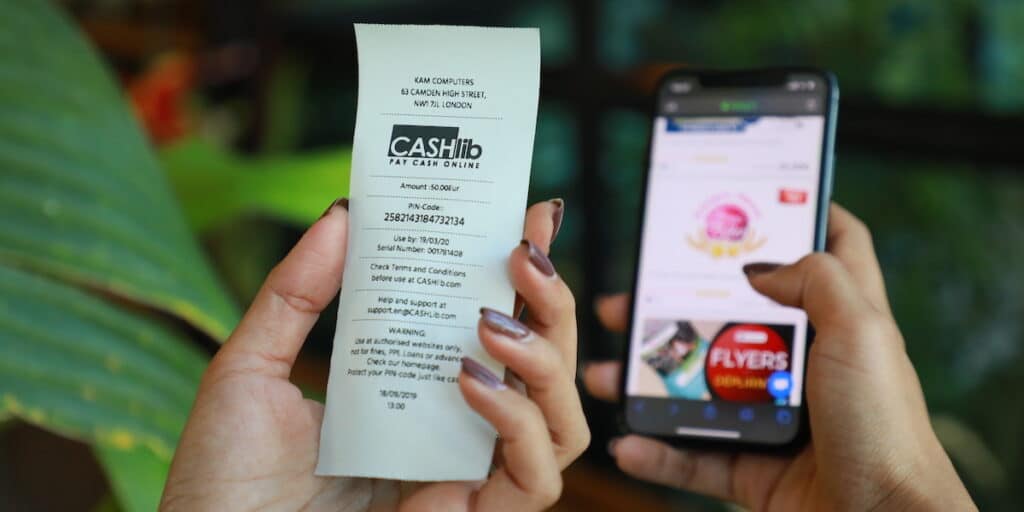 KAM COMPUTERS
63 CAMDEN HIGH STREET,
NW1 7JL LONDON
CASHlib
PAY CASH ONLINE
Amount :50.00Eur
PIN-Code:
2582143184732134
Use by: 19/03/20
Serial Number: 001791408
Check Terms and Conditions
before use at CASHlib.com
Help and support at
support.en@CASHLib.com
WARNING:
Use at authorised websites only,
not for fines, PPI, Loans or advance
Check our homepage.
Protect your PIN-code just like cas
18/09/2019
13:00
FLYERS